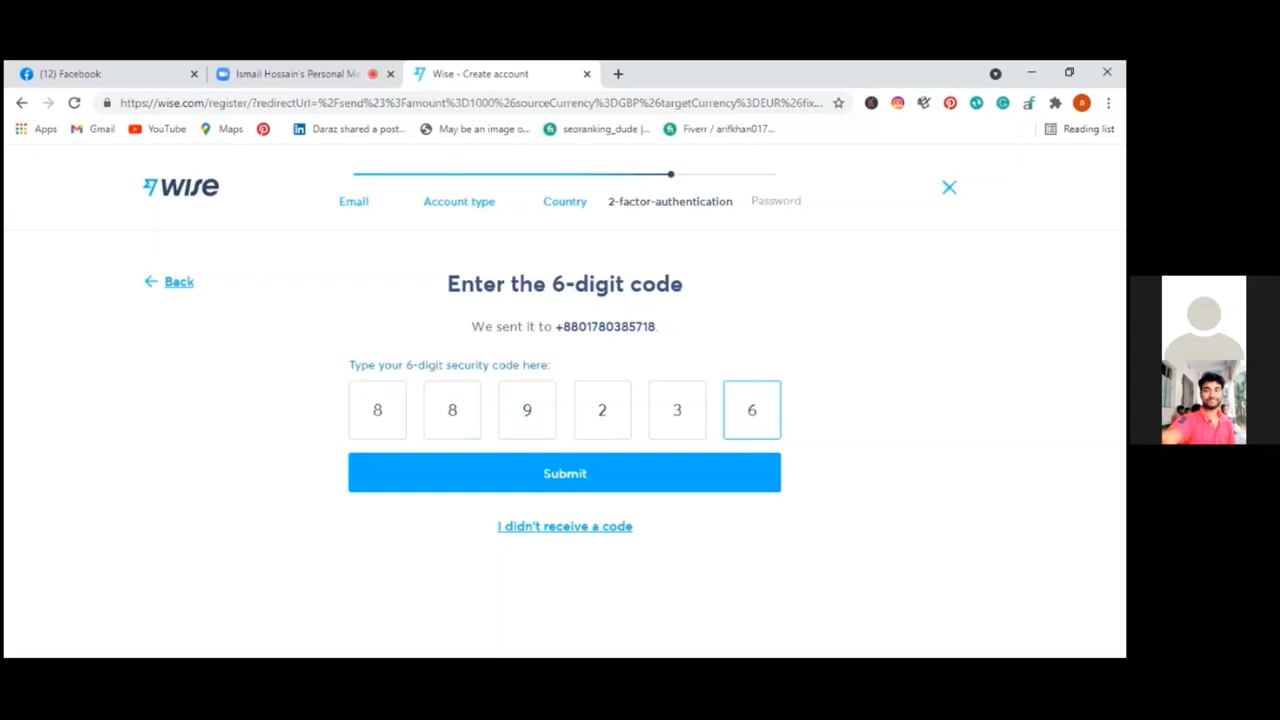 (12) Facebook
Ismail Hossain's Personal Me
Wise - Create account
https://wise.com/register/?redirectUrl=%2Fsend%23%3Famount%3D1000%26sourceCurrency%3DGBP%26targetCurrency%3DEUR%26fix...
Apps
Gmail
YouTube
Maps
Daraz shared a post...
May be an image o...
seoranking_dude |...
Fiverr / arifkhan017...
Reading list
WISE
Email
Account type
Country
2-factor-authentication
Password
Back
Enter the 6-digit code
We sent it to +8801780385718.
Type your 6-digit security code here:
8 8 9 2 3 6
Submit
I didn't receive a code